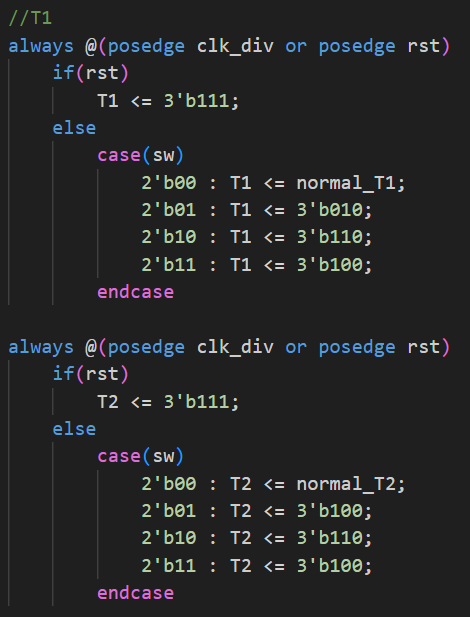 //T1
always @(posedge clk_div or posedge rst)
    if(rst)
        T1 <= 3'b111;
    else
        case(sw)
            2'b00 : T1 <= normal_T1;
            2'b01 : T1 <= 3'b010;
            2'b10 : T1 <= 3'b110;
            2'b11 : T1 <= 3'b100;
        endcase

always @(posedge clk_div or posedge rst)
    if(rst)
        T2 <= 3'b111;
    else
        case(sw)
            2'b00 : T2 <= normal_T2;
            2'b01 : T2 <= 3'b100;
            2'b10 : T2 <= 3'b110;
            2'b11 : T2 <= 3'b100;
        endcase